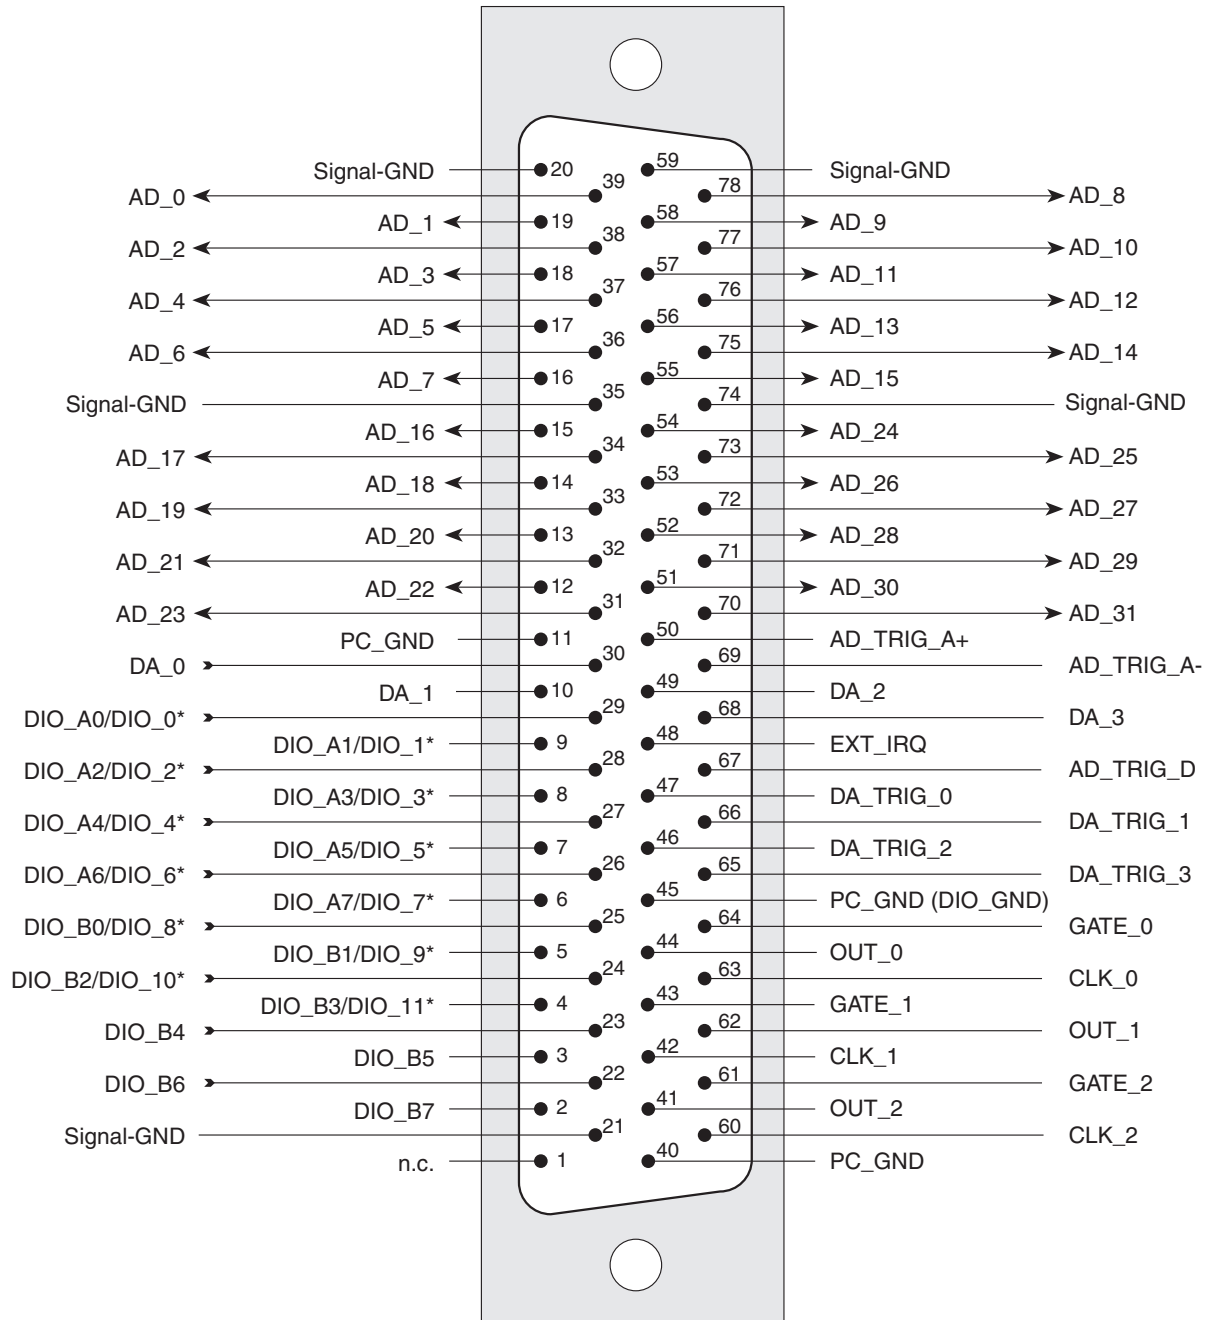 Signal-GND 20 59 Signal-GND
AD_0 39 78 AD_8
AD_1 19 58 AD_9
AD_2 38 77 AD_10
AD_3 18 57 AD_11
AD_4 37 76 AD_12
AD_5 17 56 AD_13
AD_6 36 75 AD_14
AD_7 16 55 AD_15
Signal-GND 35 74 Signal-GND
AD_16 15 54 AD_24
AD_17 34 73 AD_25
AD_18 14 53 AD_26
AD_19 33 72 AD_27
AD_20 13 52 AD_28
AD_21 32 71 AD_29
AD_22 12 51 AD_30
AD_23 31 70 AD_31
PC_GND 11 50 AD_TRIG_A+
DA_0 30 69 AD_TRIG_A-
DA_1 10 49 DA_2
DIO_A0/DIO_0* 29 68 DA_3
DIO_A1/DIO_1* 9 48 EXT_IRQ
DIO_A2/DIO_2* 28 67 AD_TRIG_D
DIO_A3/DIO_3* 8 47 DA_TRIG_0
DIO_A4/DIO_4* 27 66 DA_TRIG_1
DIO_A5/DIO_5* 7 46 DA_TRIG_2
DIO_A6/DIO_6* 26 65 DA_TRIG_3
DIO_A7/DIO_7* 6 45 PC_GND (DIO_GND)
DIO_B0/DIO_8* 25 64 GATE_0
DIO_B1/DIO_9* 5 44 OUT_0
DIO_B2/DIO_10* 24 63 CLK_0
DIO_B3/DIO_11* 4 43 GATE_1
DIO_B4 23 62 OUT_1
DIO_B5 3 42 CLK_1
DIO_B6 22 61 GATE_2
DIO_B7 2 41 OUT_2
Signal-GND 21 60 CLK_2
n.c. 1 40 PC_GND